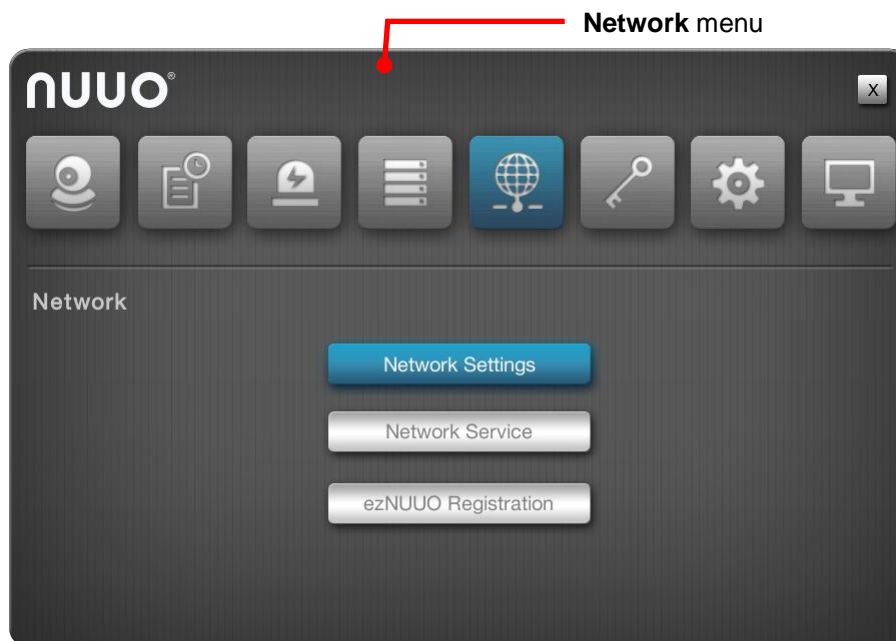 Network menu
nuuo®
X
Network
Network Settings
Network Service
ezNUUO Registration